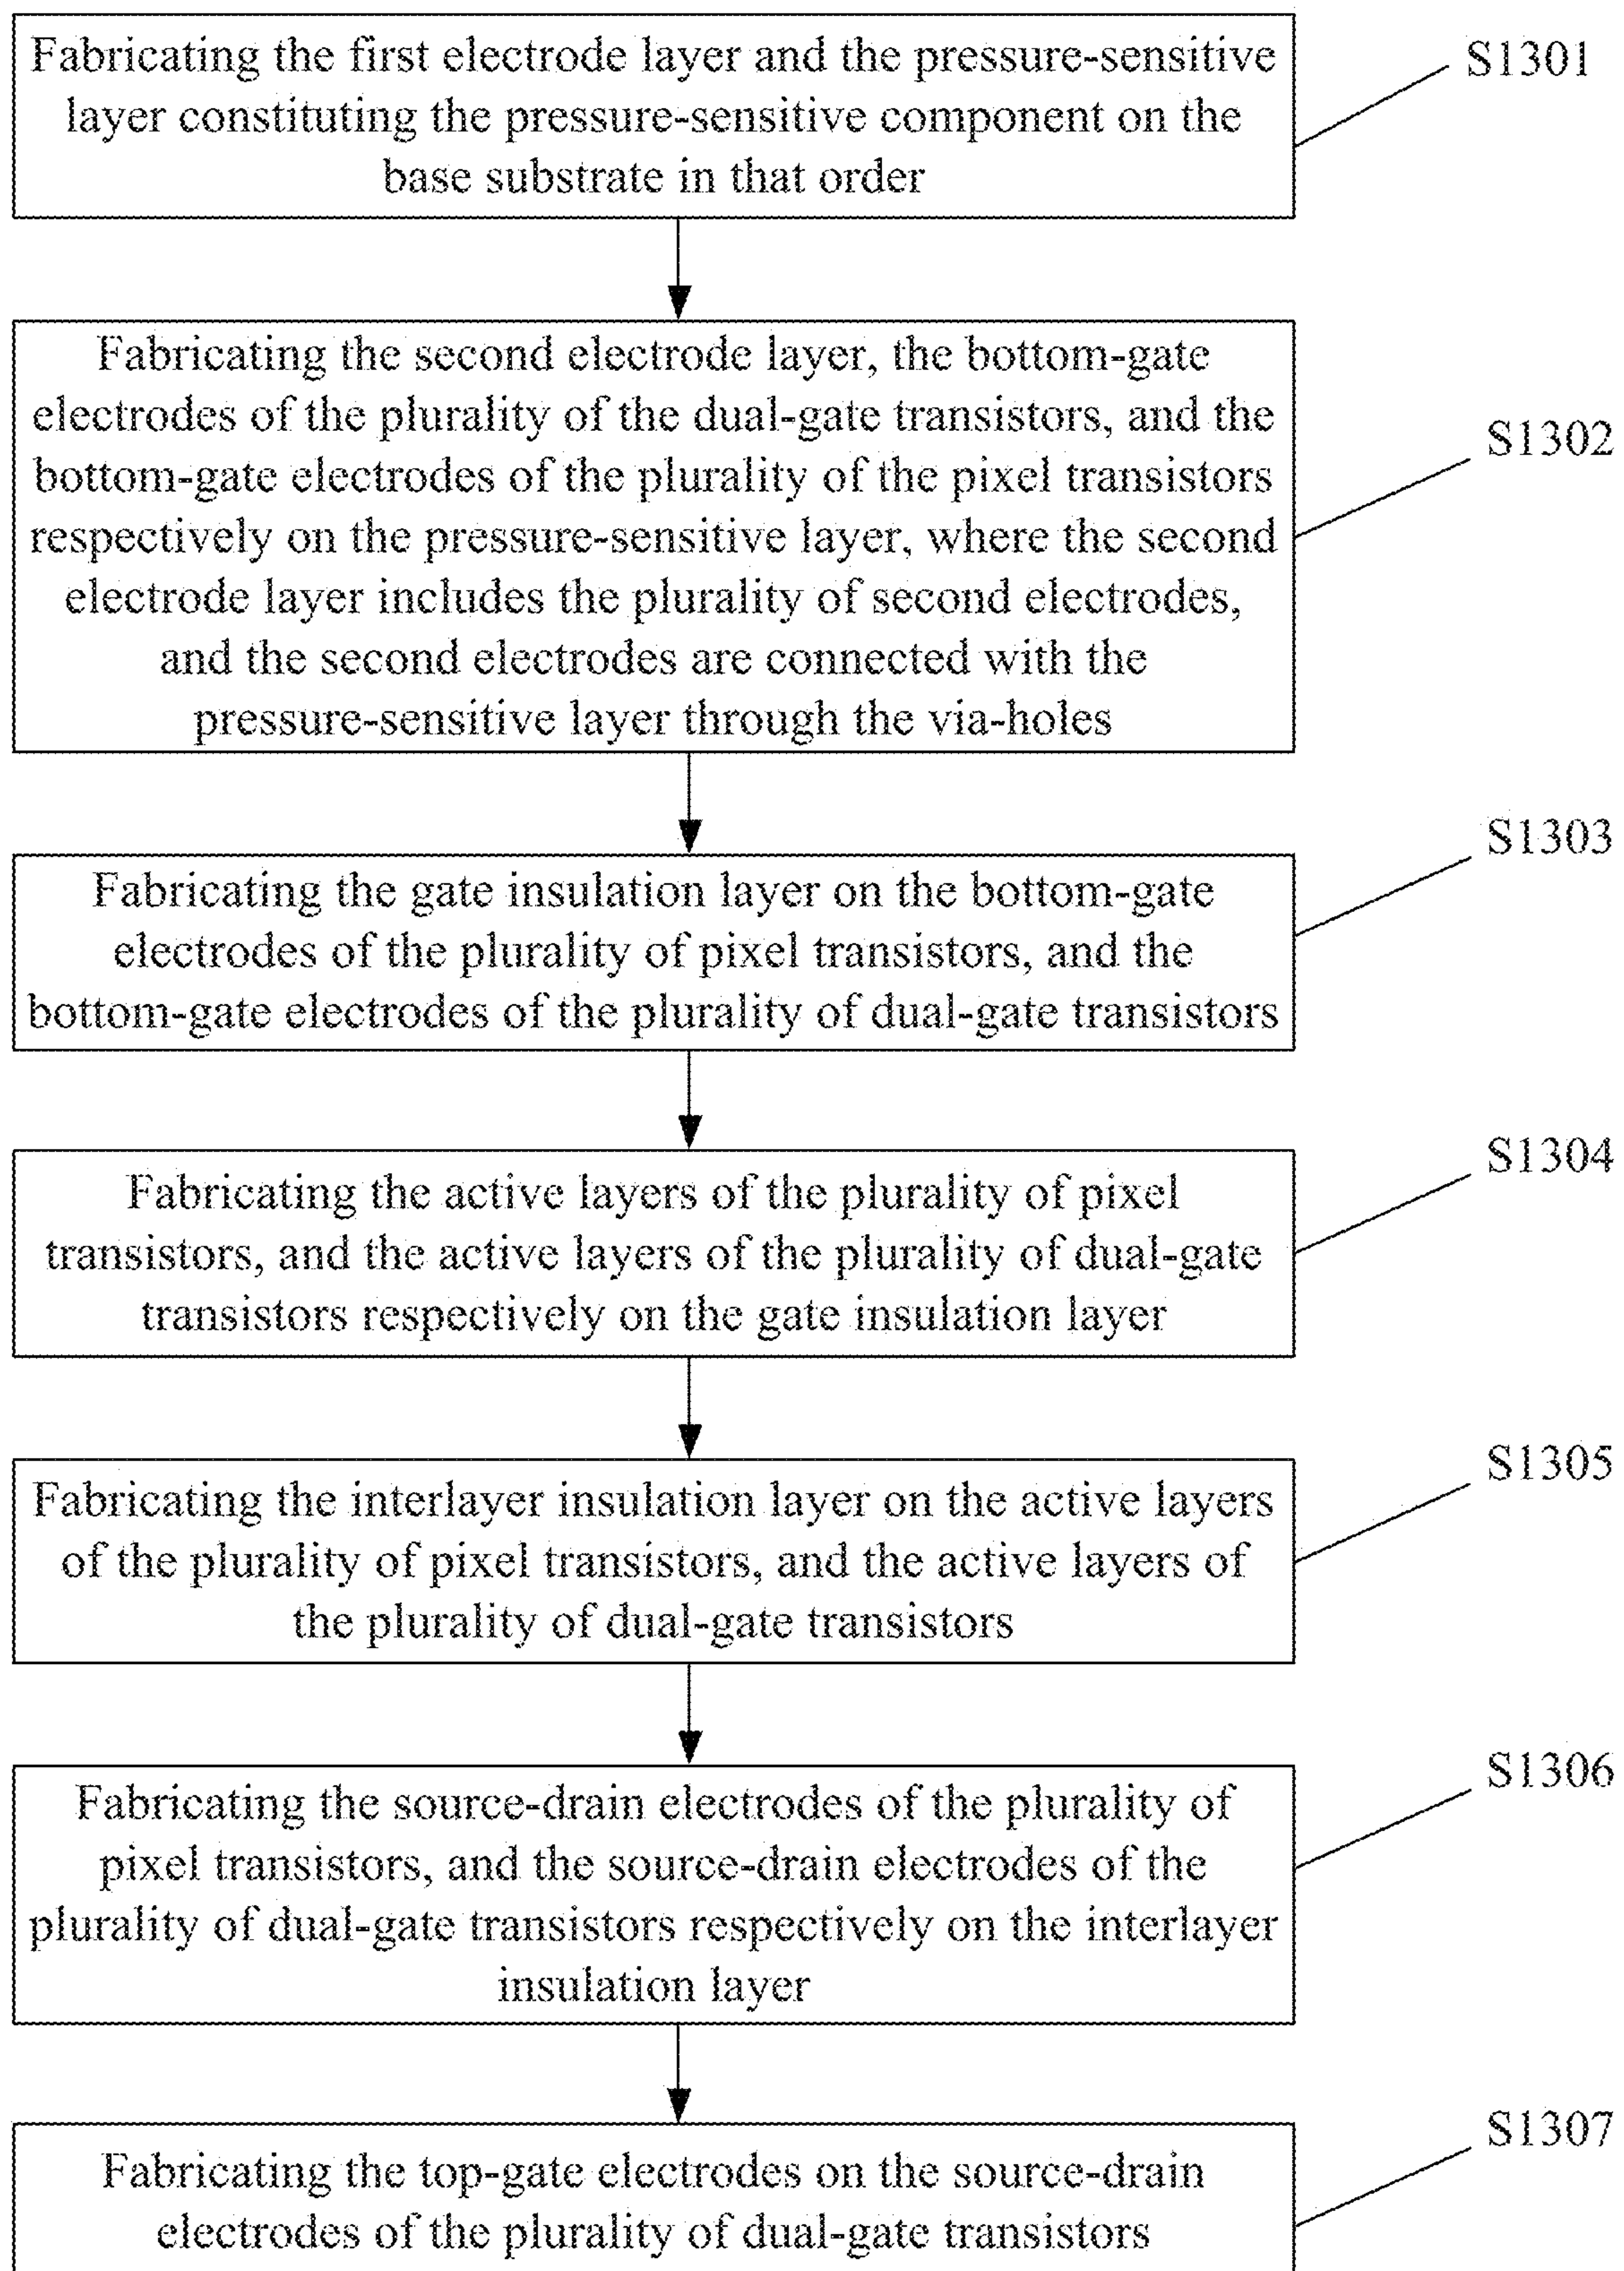 Fabricating the first electrode layer and the pressure-sensitive
layer constituting the pressure-sensitive component on the
base substrate in that order
S1301
Fabricating the second electrode layer, the bottom-gate
electrodes of the plurality of the dual-gate transistors, and the
bottom-gate electrodes of the plurality of the pixel transistors
respectively on the pressure-sensitive layer, where the second
electrode layer includes the plurality of second electrodes,
and the second electrodes are connected with the
pressure-sensitive layer through the via-holes
S1302
Fabricating the gate insulation layer on the bottom-gate
electrodes of the plurality of pixel transistors, and the
bottom-gate electrodes of the plurality of dual-gate transistors
S1303
Fabricating the active layers of the plurality of pixel
transistors, and the active layers of the plurality of dual-gate
transistors respectively on the gate insulation layer
S1304
Fabricating the interlayer insulation layer on the active layers
of the plurality of pixel transistors, and the active layers of
the plurality of dual-gate transistors
S1305
Fabricating the source-drain electrodes of the plurality of
pixel transistors, and the source-drain electrodes of the
plurality of dual-gate transistors respectively on the interlayer
insulation layer
S1306
Fabricating the top-gate electrodes on the source-drain
electrodes of the plurality of dual-gate transistors
S1307